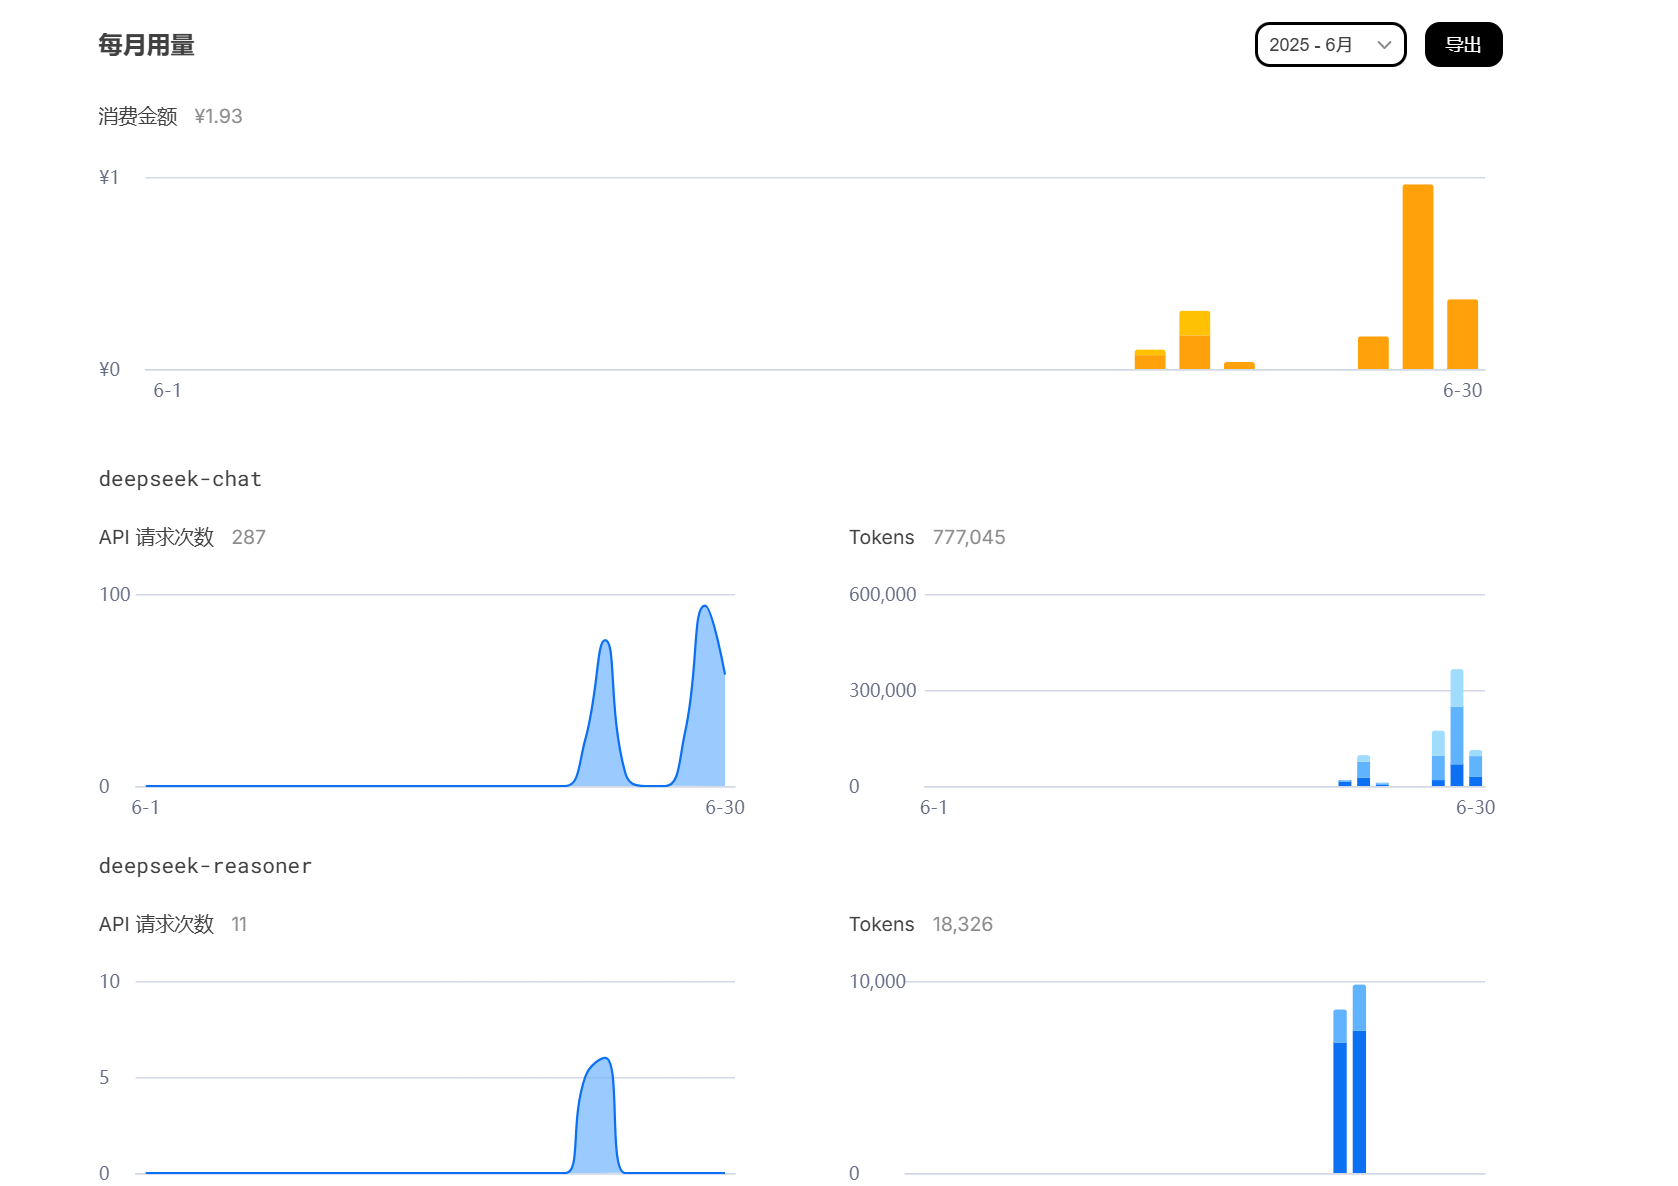 每月用量
2025 - 6月
导出
消费金额 ¥1.93
¥1
¥0
6-1
6-30
deepseek-chat
API 请求次数 287
100
0
6-1
6-30
Tokens 777,045
600,000
300,000
0
6-1
6-30
deepseek-reasoner
API 请求次数 11
10
5
0
Tokens 18,326
10,000
0